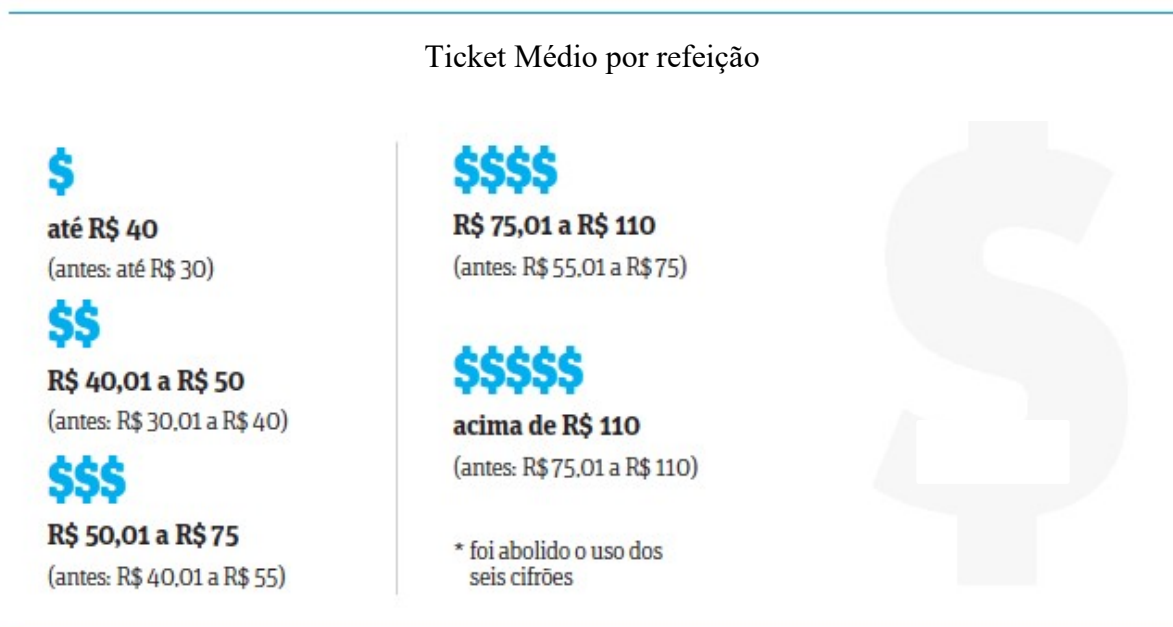 Ticket Médio por refeição
$
até R$ 40
(antes: até R$ 30)
$$
R$ 40,01 a R$ 50
(antes: R$ 30,01 a R$ 40)
$$$
R$ 50,01 a R$ 75
(antes: R$ 40,01 a R$ 55)
$$$$
R$ 75,01 a R$ 110
(antes: R$ 55,01 a R$ 75)
$$$$$
acima de R$ 110
(antes: R$ 75,01 a R$ 110)
* foi abolido o uso dos
seis cifrões
$